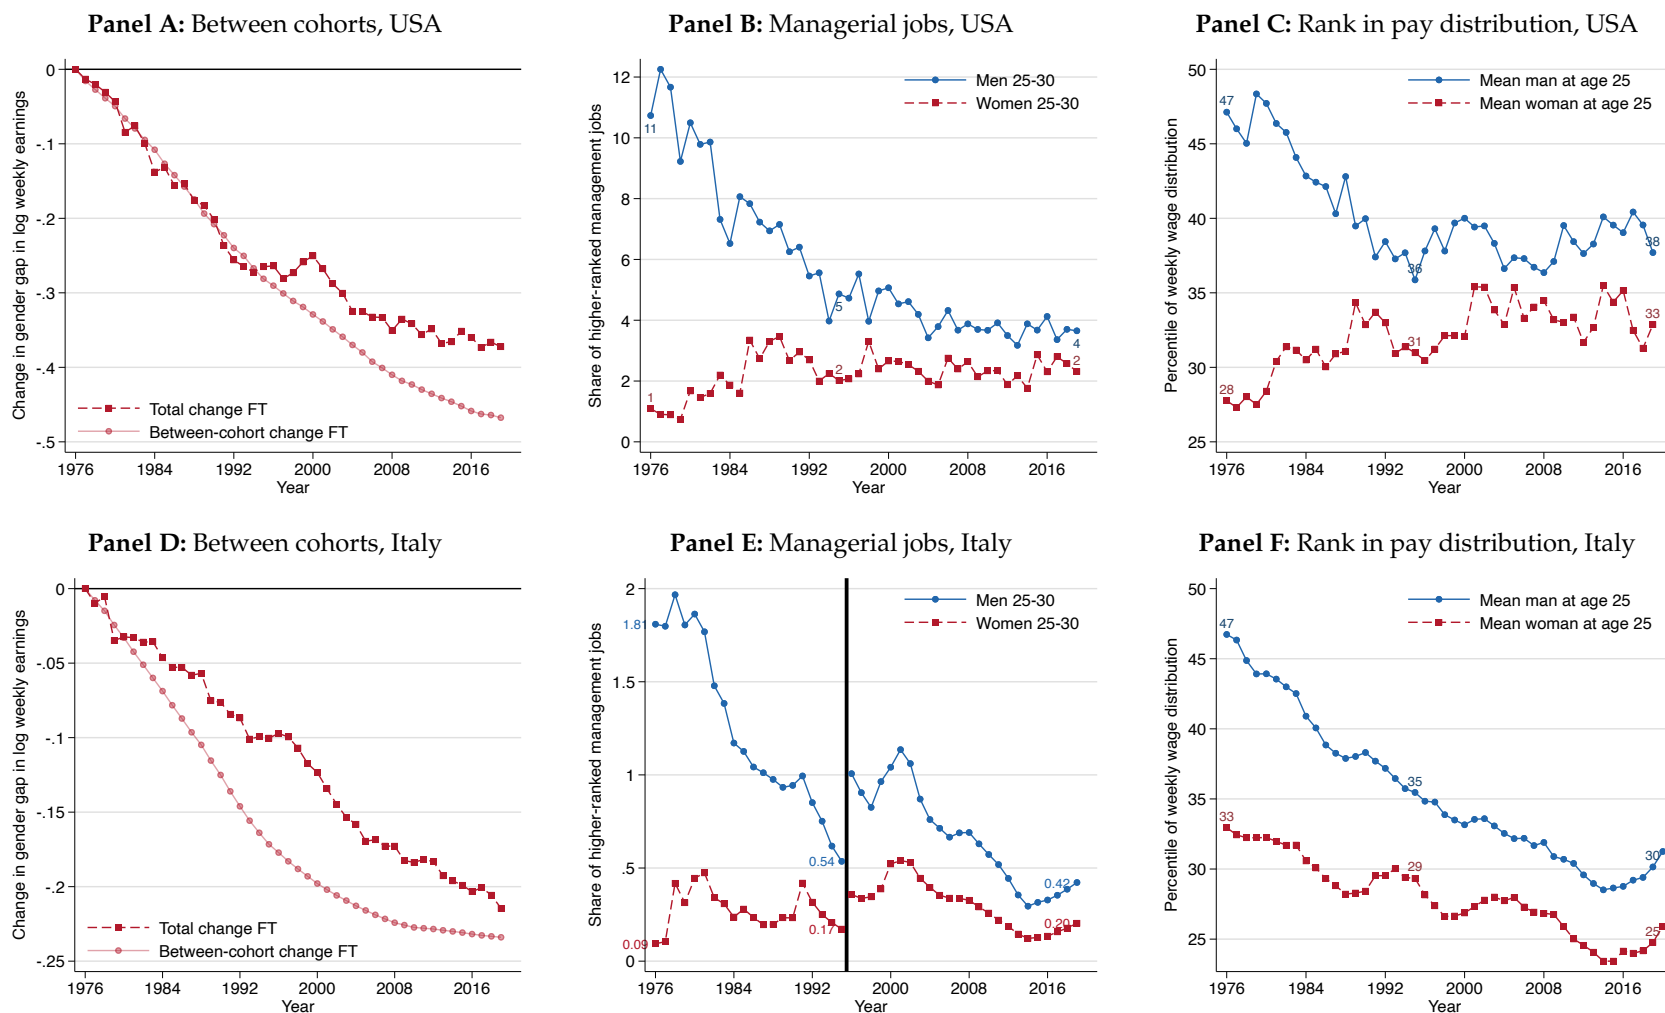 Panel A: Between cohorts, USA
Change in gender gap in log weekly earnings
0
-.1
-.2
-.3
-.4
-.5
Total change FT
Between-cohort change FT
1976 1984 1992 2000 2008 2016
Year
Panel B: Managerial jobs, USA
Share of higher-ranked management jobs
12
10
8
6
4
2
0
Men 25-30
Women 25-30
11
5
4
1
2
2
1976 1984 1992 2000 2008 2016
Year
Panel C: Rank in pay distribution, USA
Percentile of weekly wage distribution
50
45
40
35
30
25
Mean man at age 25
Mean woman at age 25
47
36
38
28
31
33
1976 1984 1992 2000 2008 2016
Year
Panel D: Between cohorts, Italy
Change in gender gap in log weekly earnings
0
-.05
-.1
-.15
-.2
-.25
Total change FT
Between-cohort change FT
1976 1984 1992 2000 2008 2016
Year
Panel E: Managerial jobs, Italy
Share of higher-ranked management jobs
2
1.5
1
.5
0
Men 25-30
Women 25-30
1.81
0.54
0.42
0.09
0.17
0.20
1976 1984 1992 2000 2008 2016
Year
Panel F: Rank in pay distribution, Italy
Percentile of weekly wage distribution
50
45
40
35
30
25
Mean man at age 25
Mean woman at age 25
47
35
30
33
29
25
1976 1984 1992 2000 2008 2016
Year